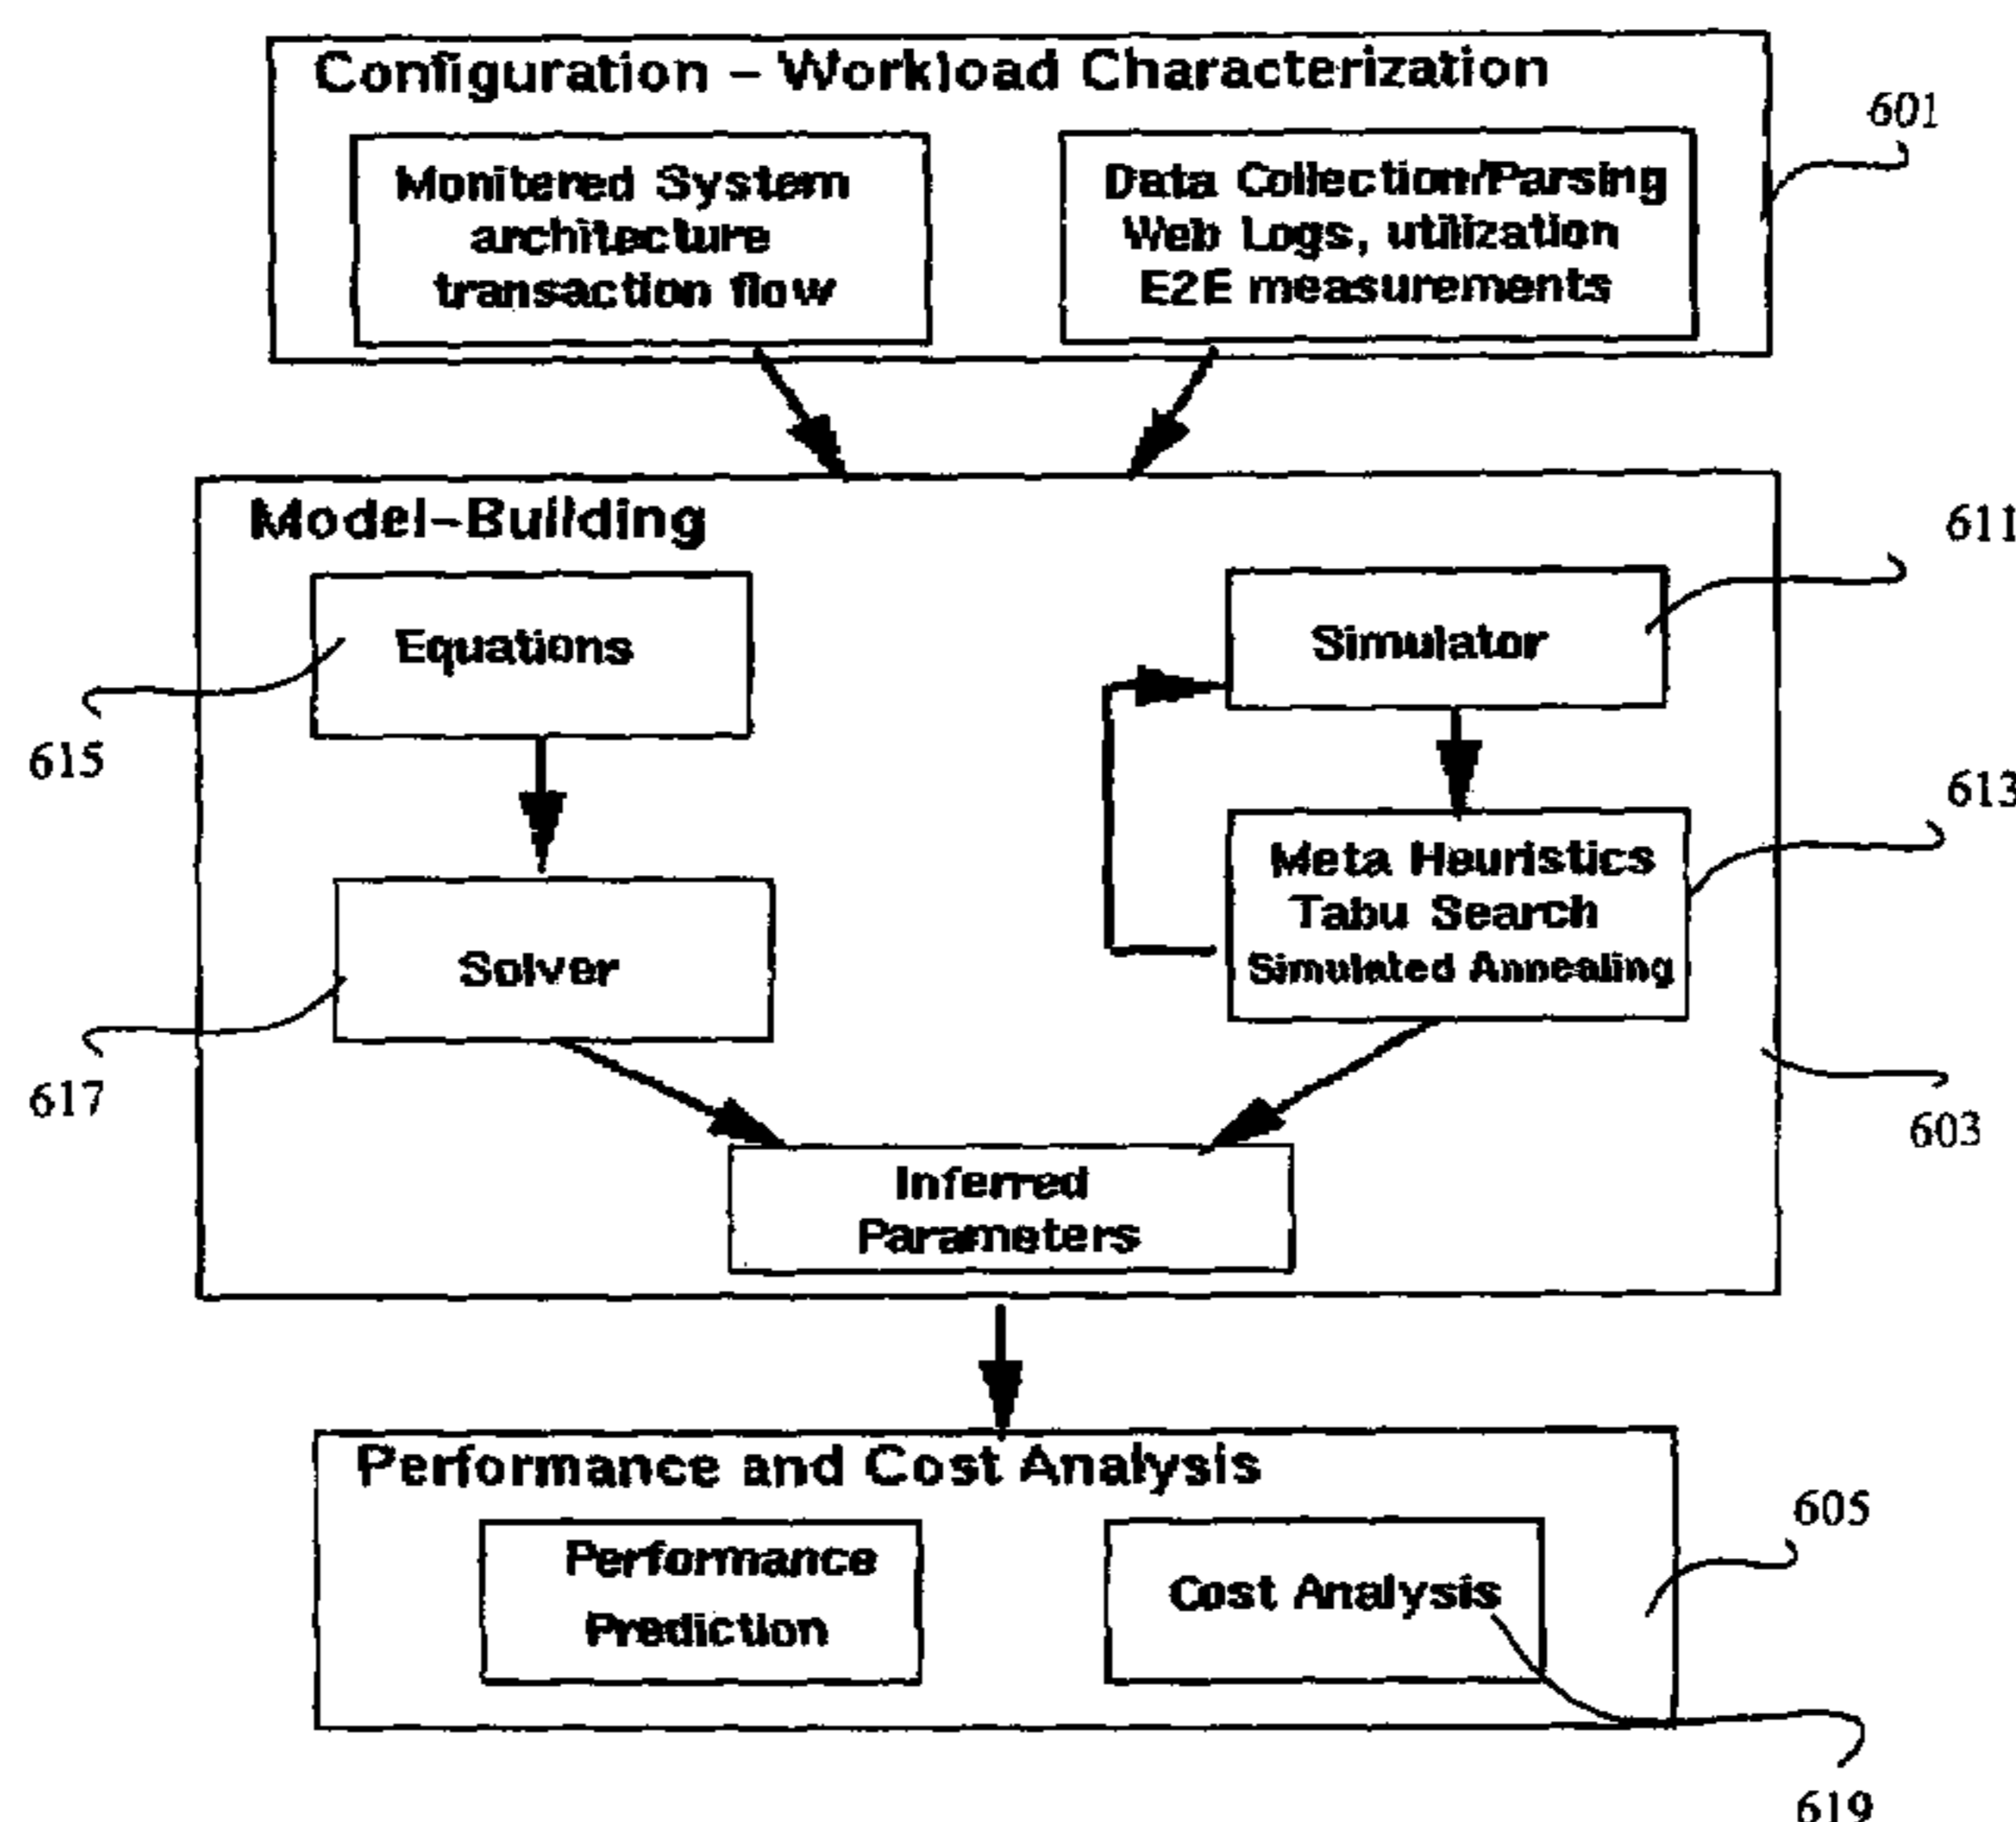 Configuration – Workload Characterization
601
Monitered System
architecture
transaction flow
Data Collection/Parsing
Web Logs, utilization
E2E measurements
Model-Building
611
Equations
Simulator
615
613
Meta Heuristics
Tabu Search
Simulated Annealing
Solver
617
603
Inferred
Parameters
Performance and Cost Analysis
605
Performance
Prediction
Cost Analysis
619